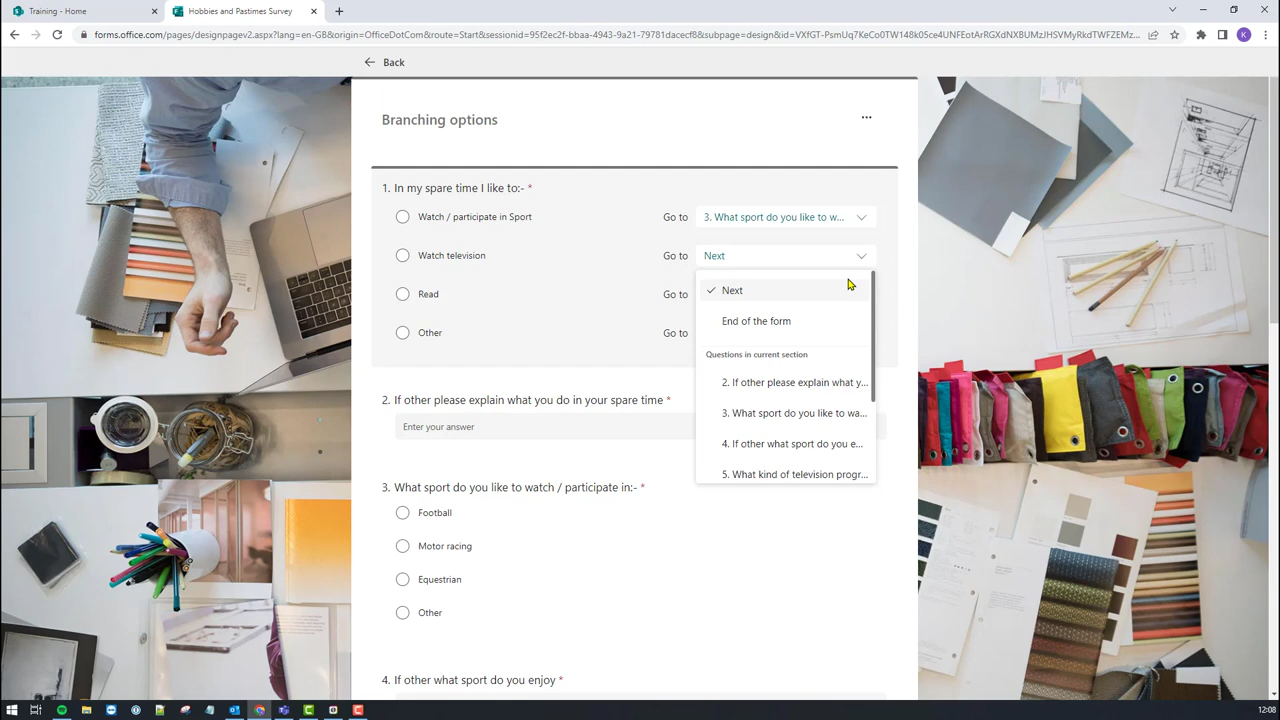 Training - Home
Hobbies and Pastimes Survey
forms.office.com/pages/designpagev2.aspx?lang=en-GB&origin=OfficeDotCom&route=Start&sessionid=95f2ec2f-bbaa-4943-9a21-79781dacecf8&subpage=design&id=VXfGT-PsmUq7KeCo0TW148k05ce4UNFEotArRGXdNXBUMzJHSVMyRkdTWFZEMz...
K
Back
Branching options
...
1. In my spare time I like to:- *
Watch / participate in Sport Go to 3. What sport do you like to w...
Watch television Go to Next
Read Go to
Other Go to
Next
End of the form
Questions in current section
2. If other please explain what y...
3. What sport do you like to wa...
4. If other what sport do you e...
5. What kind of television progr...
2. If other please explain what you do in your spare time *
Enter your answer
3. What sport do you like to watch / participate in:- *
Football
Motor racing
Equestrian
Other
4. If other what sport do you enjoy *
12:08